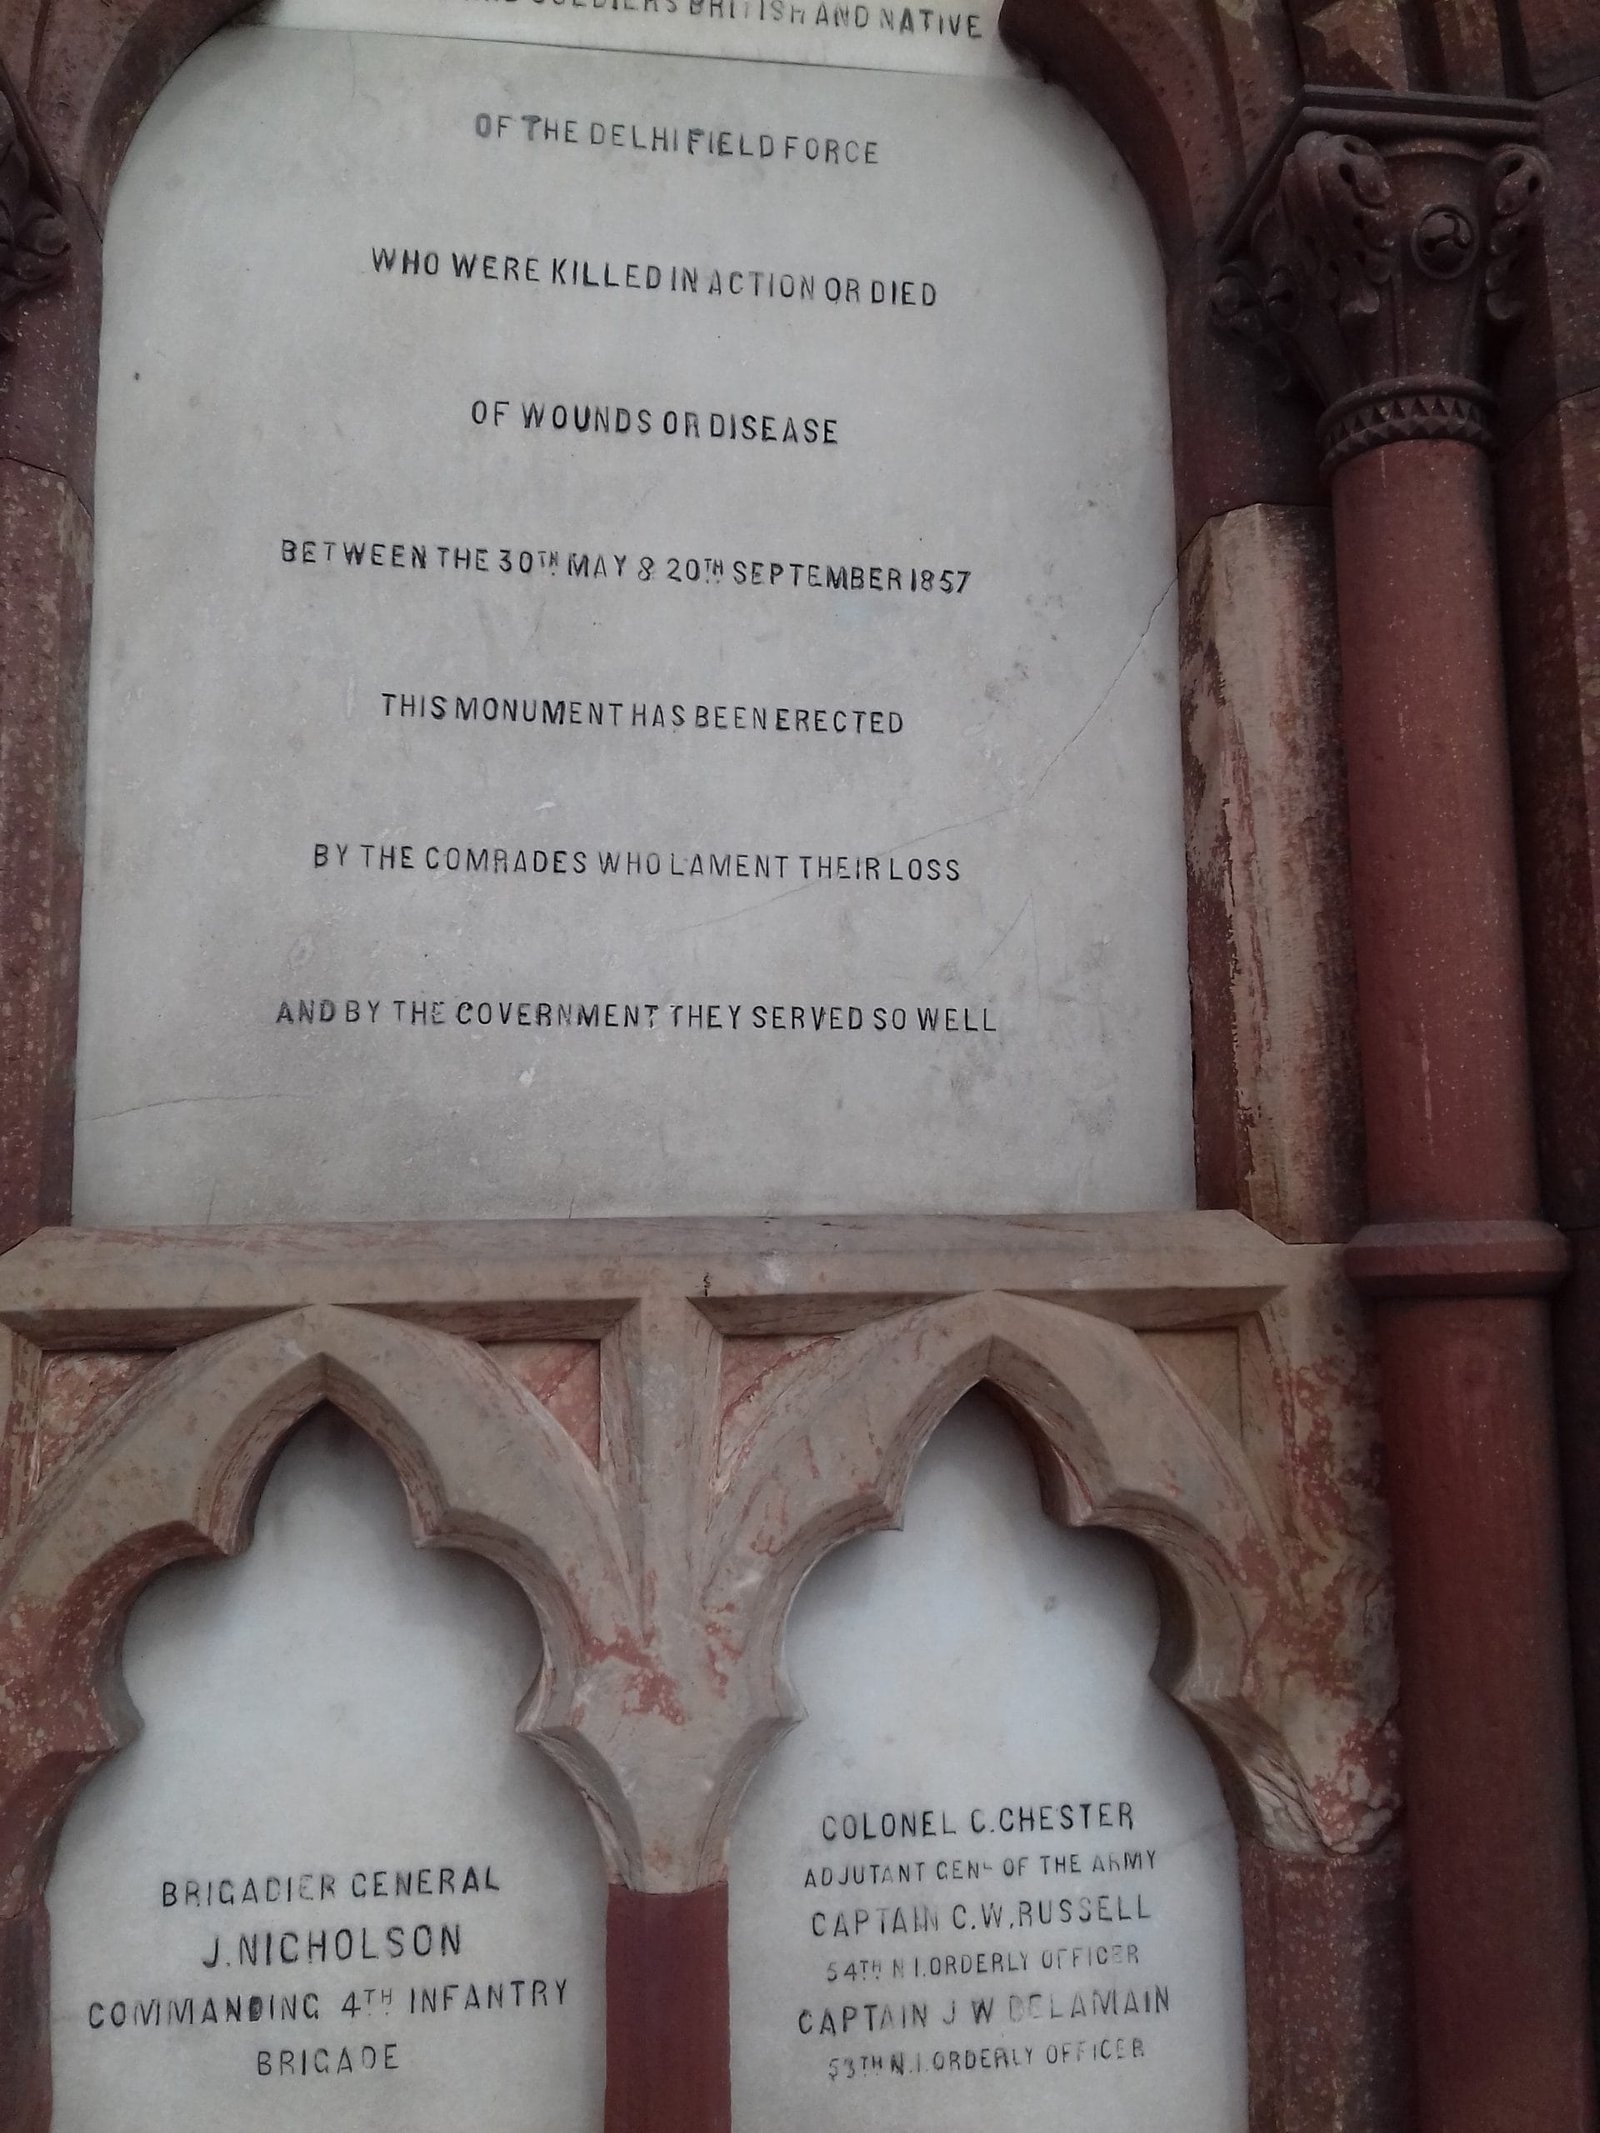 AND SOLDIERS BRITISH AND NATIVE
OF THE DELHI FIELD FORCE
WHO WERE KILLED IN ACTION OR DIED
OF WOUNDS OR DISEASE
BETWEEN THE 30TH MAY & 20TH SEPTEMBER 1857
THIS MONUMENT HAS BEEN ERECTED
BY THE COMRADES WHO LAMENT THEIR LOSS
AND BY THE GOVERNMENT THEY SERVED SO WELL
BRIGADIER GENERAL
J. NICHOLSON
COMMANDING 4TH INFANTRY
BRIGADE
COLONEL C. CHESTER
ADJUTANT GENL OF THE ARMY
CAPTAIN C. W. RUSSELL
54TH N.I. ORDERLY OFFICER
CAPTAIN J W DELAMAIN
53TH N.I. ORDERLY OFFICER